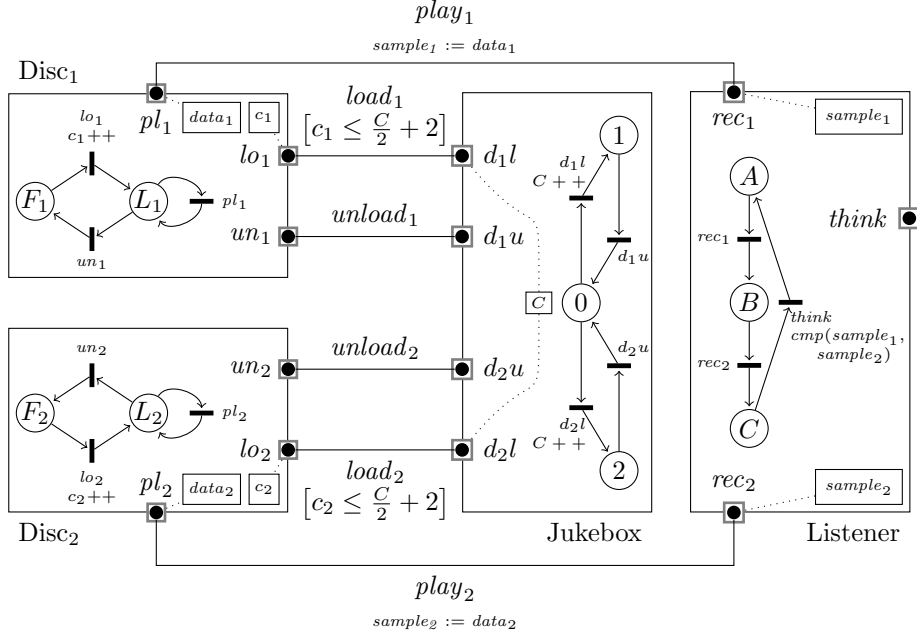 play₁
sample₁ := data₁
Disc₁
pl₁
data₁
c₁
lo₁
c₁++
F₁
L₁
pl₁
un₁
lo₁
un₁
load₁
[c₁ ≤ C/2 + 2]
unload₁
d₁l
d₁u
1
d₁l
C ++
d₁u
0
C
d₂u
d₂l
C ++
2
d₂u
d₂l
Jukebox
rec₁
sample₁
A
rec₁
B
think
think
cmp(sample₁,
sample₂)
rec₂
C
rec₂
sample₂
Listener
un₂
F₂
L₂
pl₂
lo₂
c₂++
un₂
lo₂
pl₂
data₂
c₂
Disc₂
unload₂
load₂
[c₂ ≤ C/2 + 2]
play₂
sample₂ := data₂